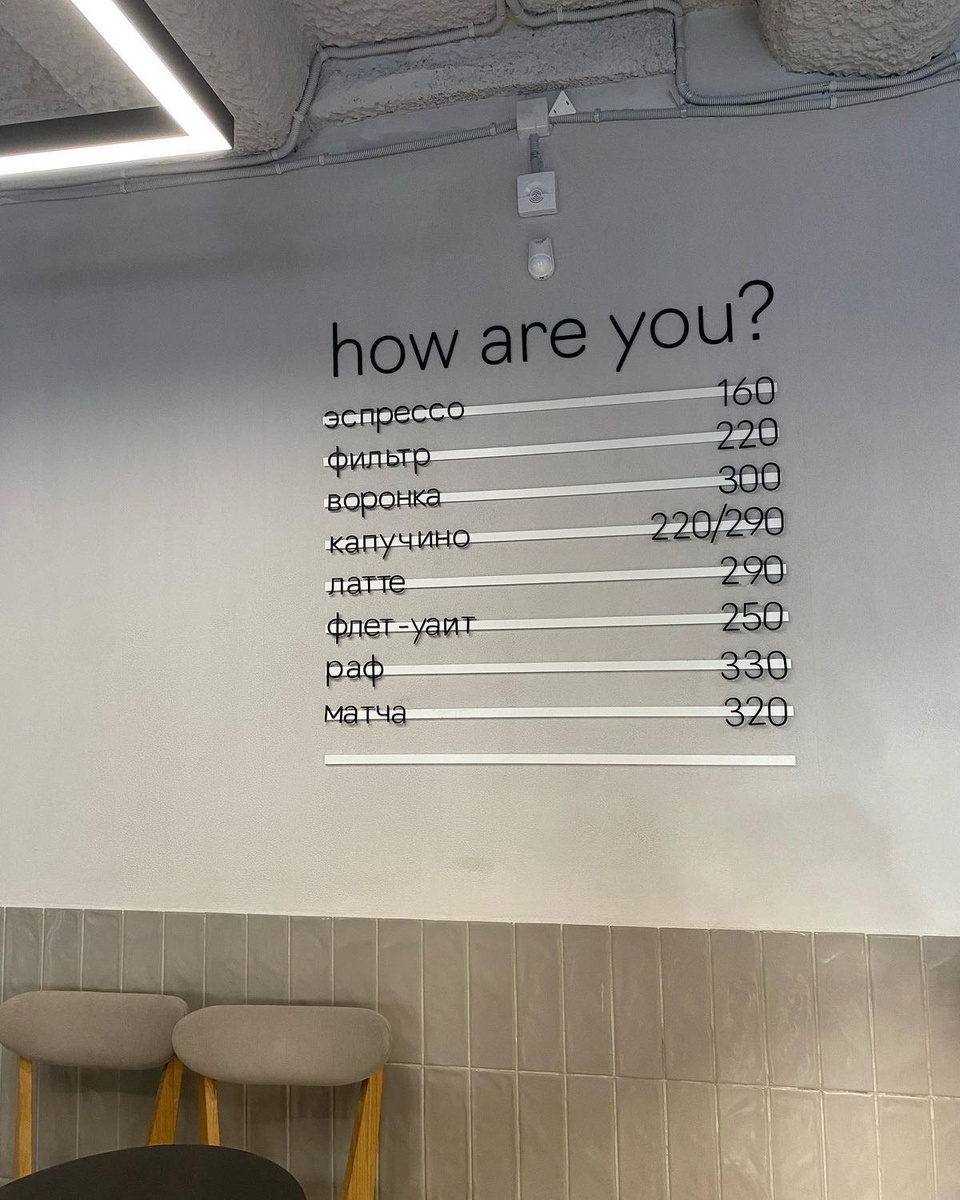 how are you?
эспрессо 160
фильтр 220
воронка 300
капучино 220/290
латте 290
флет-уаит 250
раф 330
матча 320